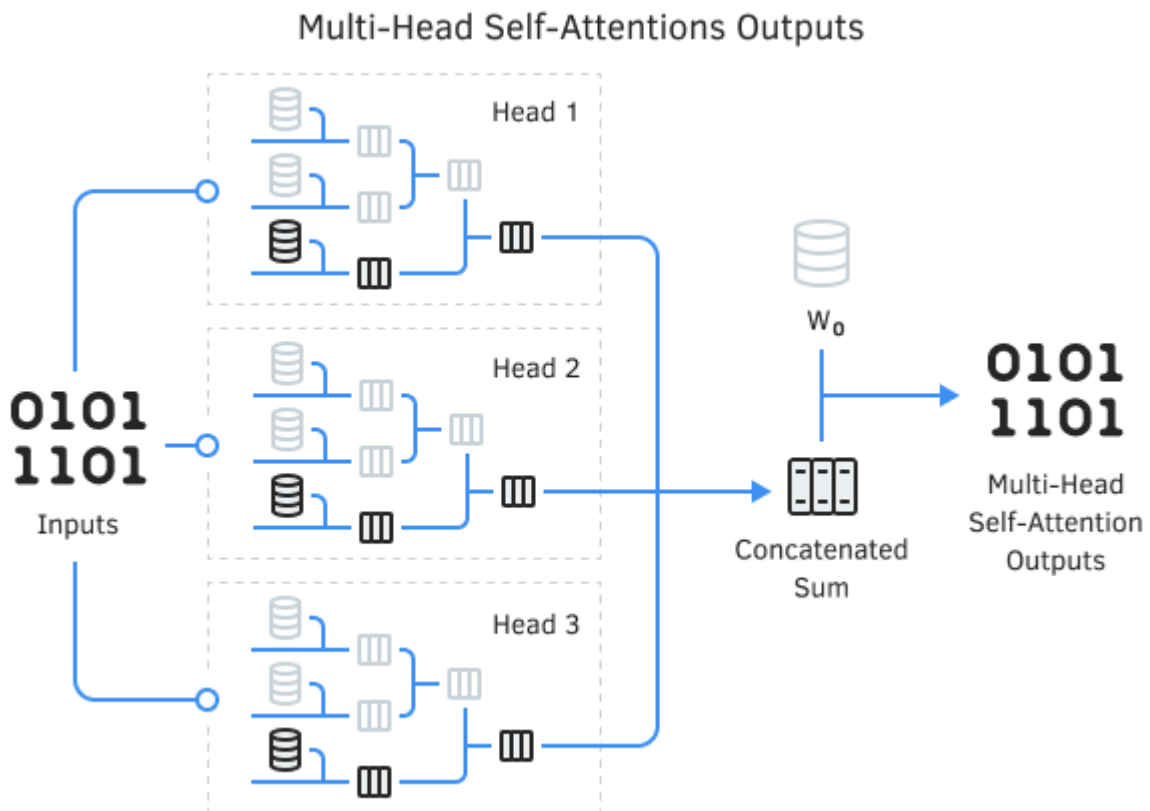 Multi-Head Self-Attentions Outputs
Head 1
Head 2
Head 3
0101
1101
Inputs
W₀
Concatenated
Sum
0101
1101
Multi-Head
Self-Attention
Outputs